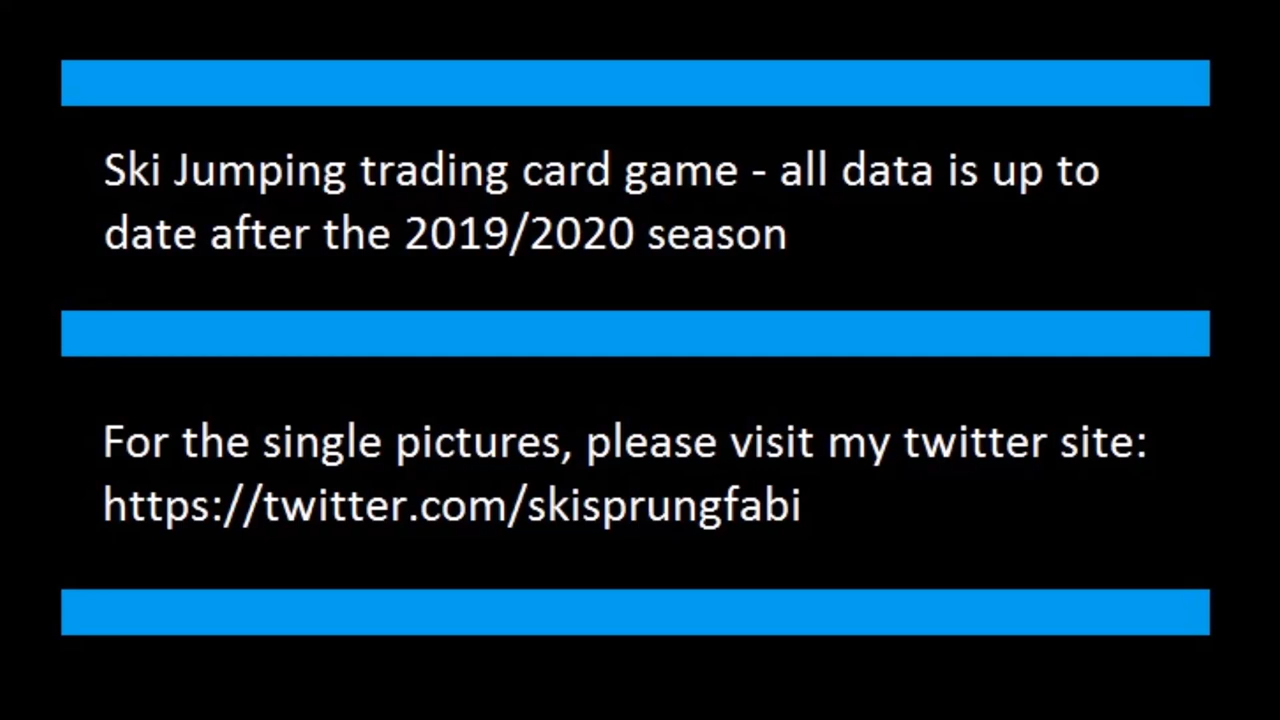 Ski Jumping trading card game - all data is up to
date after the 2019/2020 season
For the single pictures, please visit my twitter site:
https://twitter.com/skisprungfabi